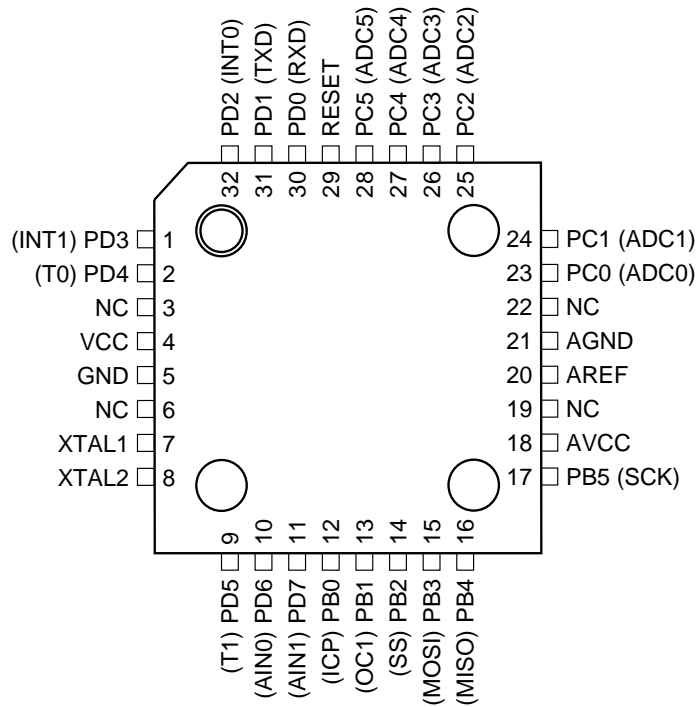 PD2 (INT0)
PD1 (TXD)
PD0 (RXD)
RESET
PC5 (ADC5)
PC4 (ADC4)
PC3 (ADC3)
PC2 (ADC2)
32
31
30
29
28
27
26
25
(INT1) PD3 1
(T0) PD4 2
NC 3
VCC 4
GND 5
NC 6
XTAL1 7
XTAL2 8
24 PC1 (ADC1)
23 PC0 (ADC0)
22 NC
21 AGND
20 AREF
19 NC
18 AVCC
17 PB5 (SCK)
9
10
11
12
13
14
15
16
(T1) PD5
(AIN0) PD6
(AIN1) PD7
(ICP) PB0
(OC1) PB1
(SS) PB2
(MOSI) PB3
(MISO) PB4